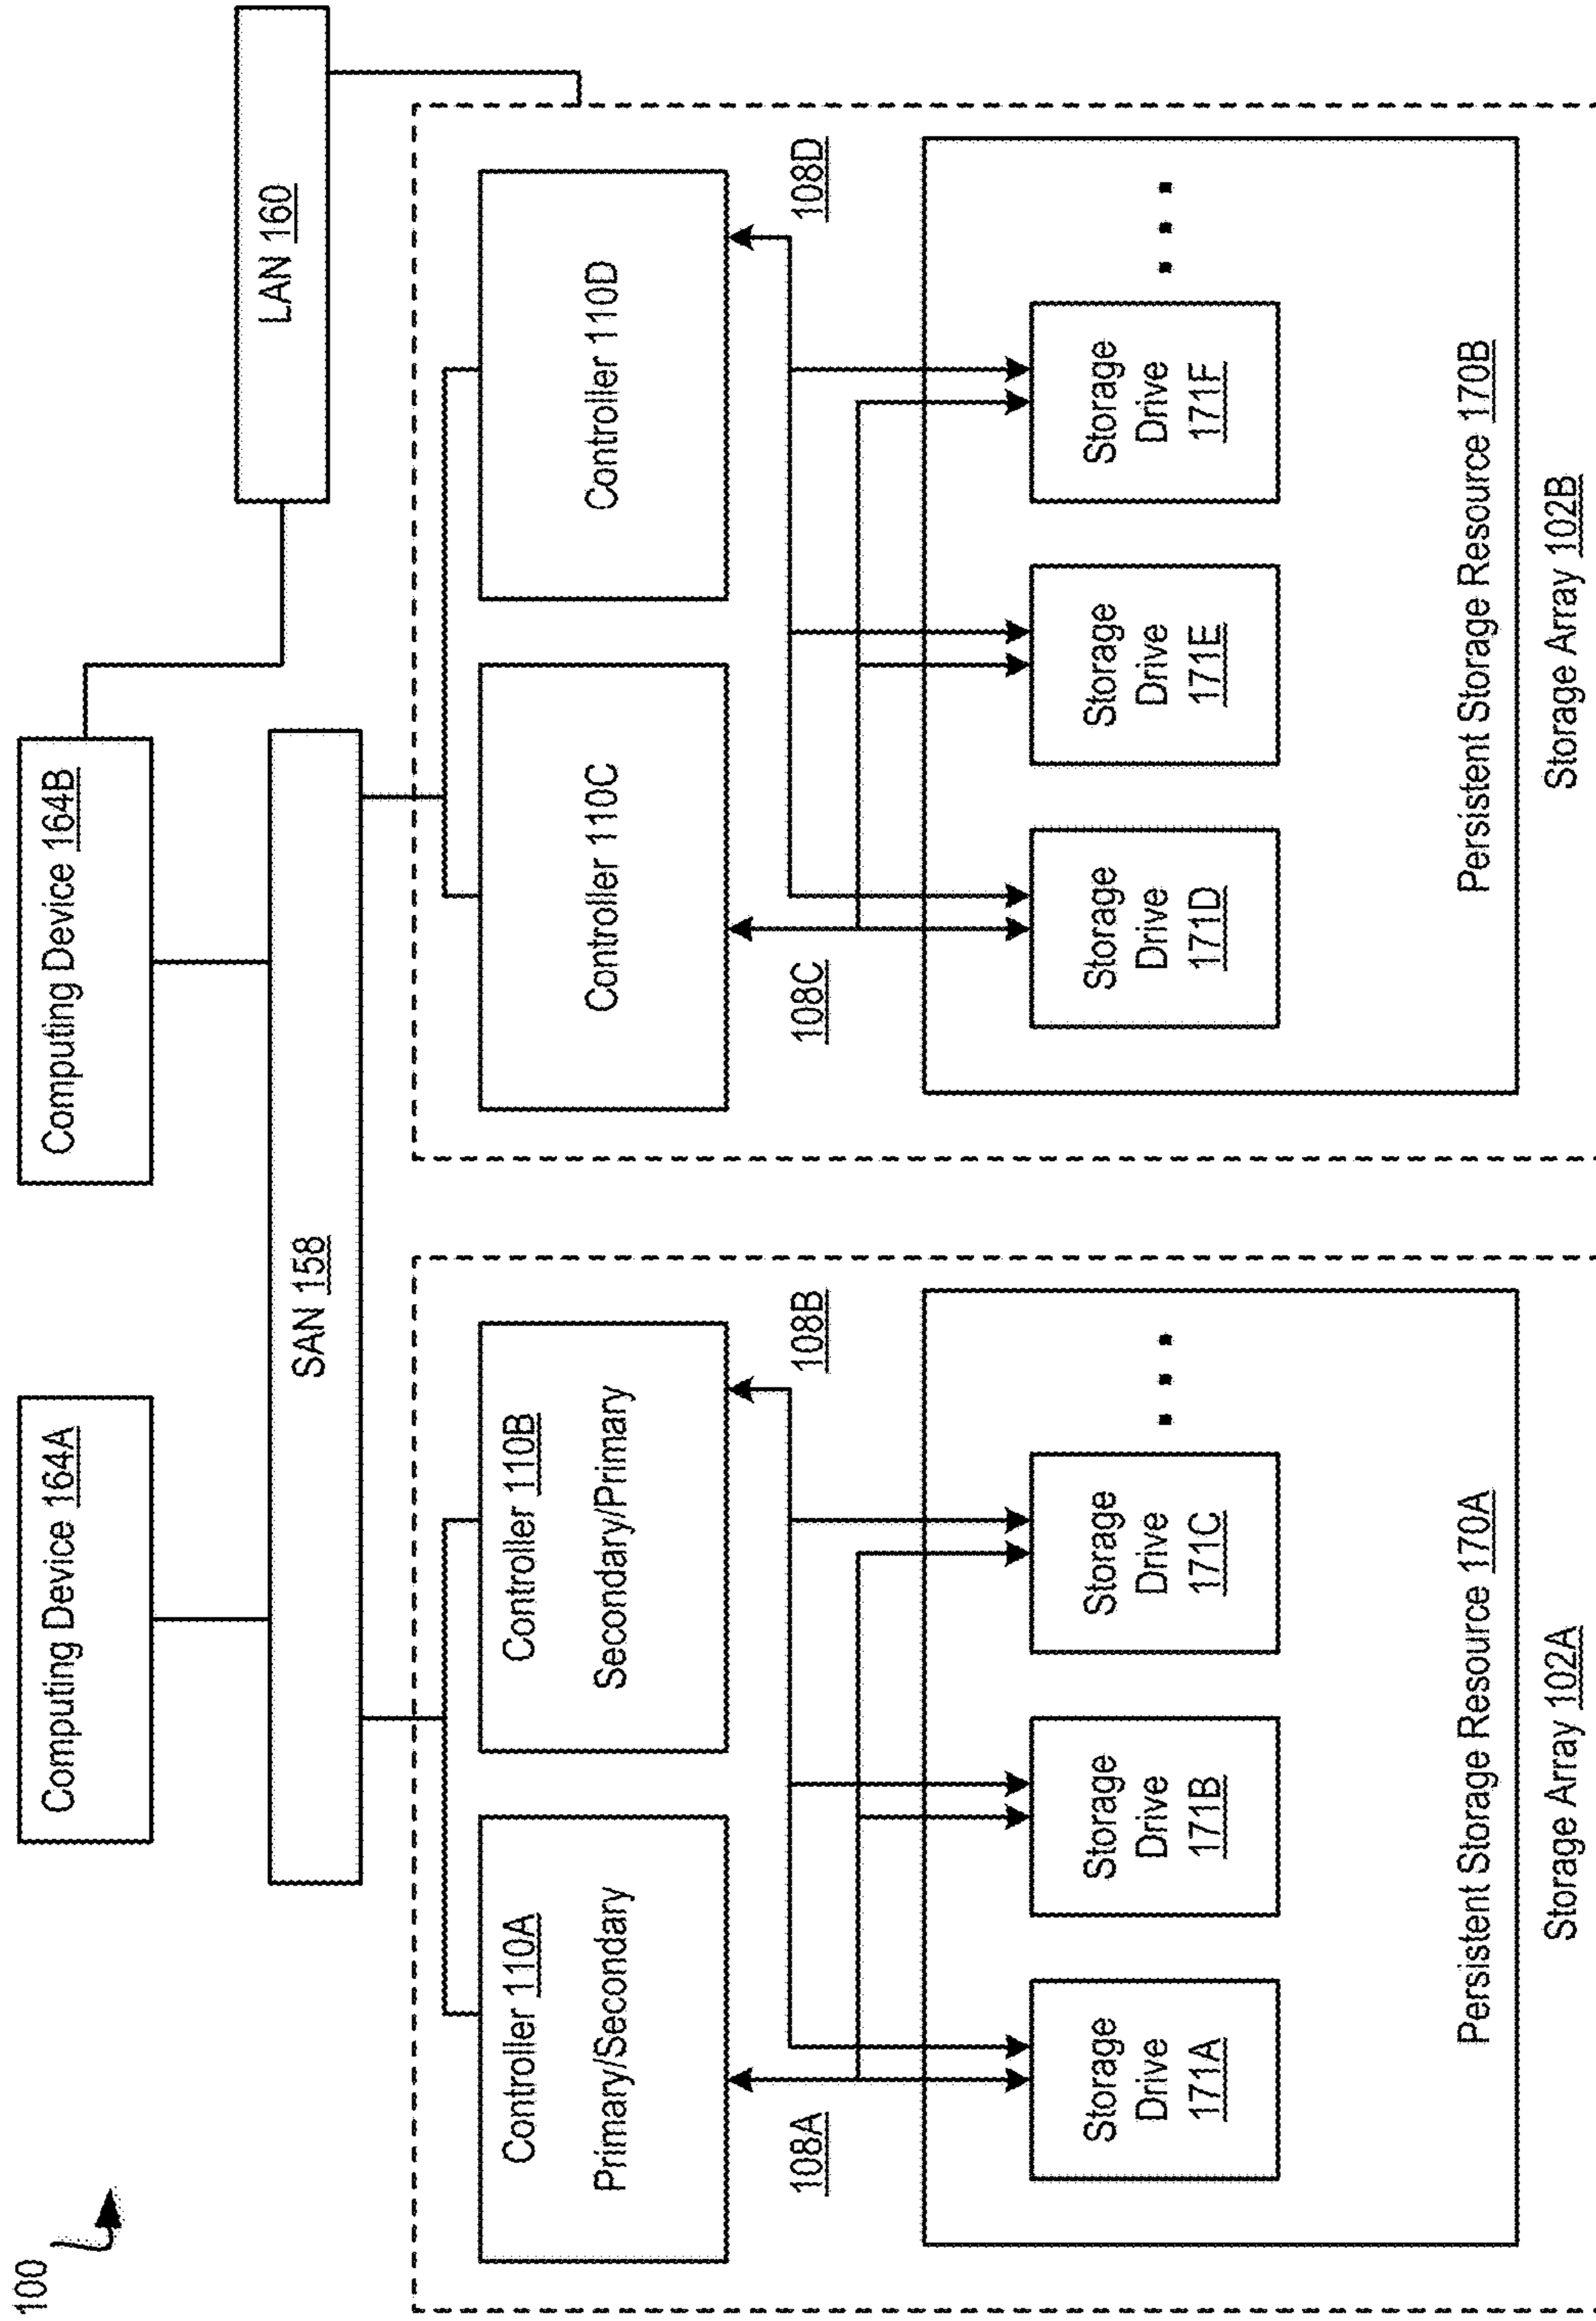 100
Computing Device 164A
Computing Device 164B
SAN 158
LAN 160
Controller 110A
Primary/Secondary
Controller 110B
Secondary/Primary
Controller 110C
Controller 110D
108A
108B
108C
108D
Storage
Drive
171A
Storage
Drive
171B
Storage
Drive
171C
Storage
Drive
171D
Storage
Drive
171E
Storage
Drive
171F
Persistent Storage Resource 170A
Persistent Storage Resource 170B
Storage Array 102A
Storage Array 102B